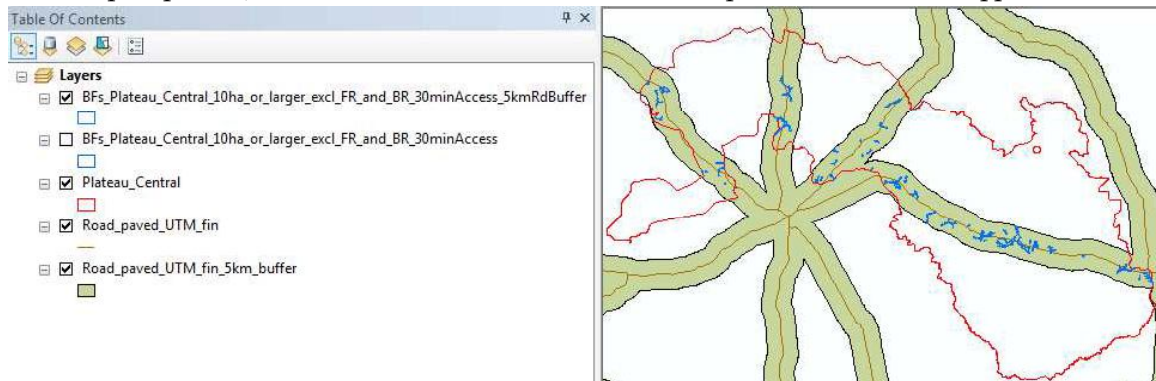 Table Of Contents
Layers
BFs_Plateau_Central_10ha_or_larger_excl_FR_and_BR_30minAccess_5kmRdBuffer
BFs_Plateau_Central_10ha_or_larger_excl_FR_and_BR_30minAccess
Plateau_Central
Road_paved_UTM_fin
Road_paved_UTM_fin_5km_buffer